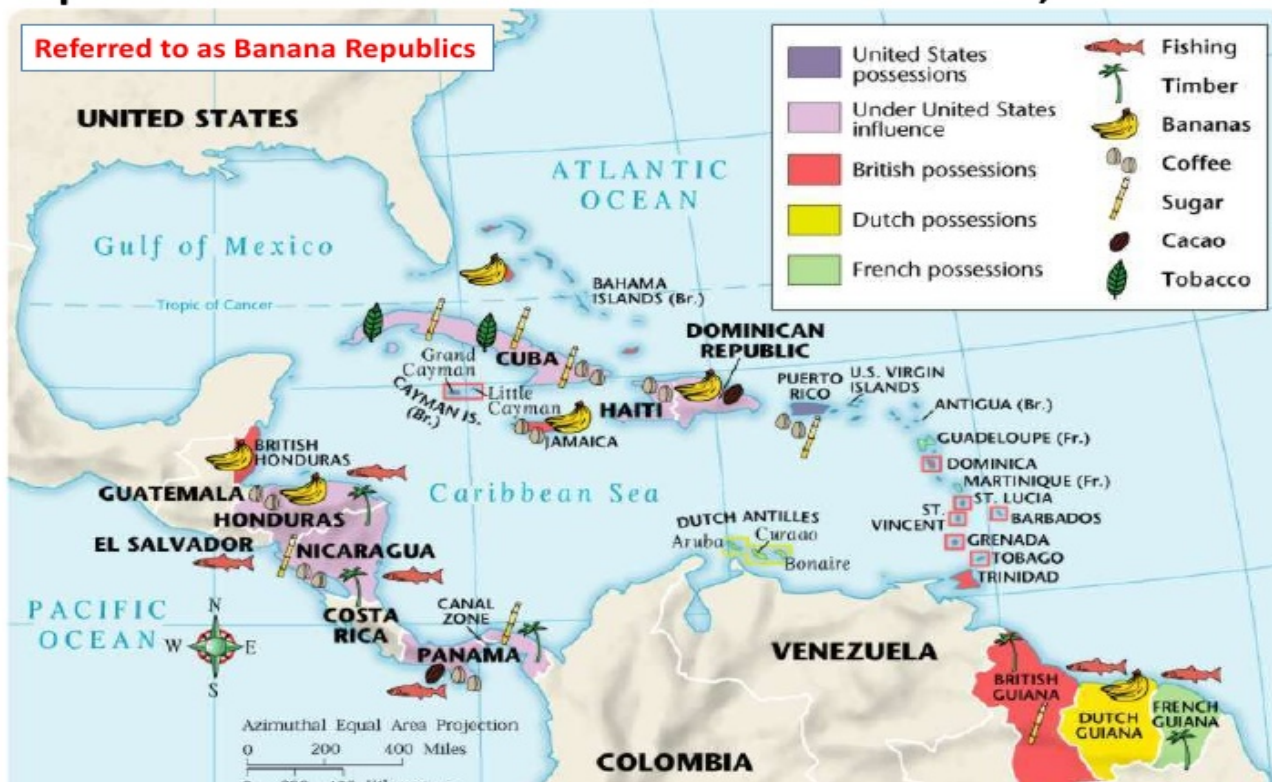 Referred to as Banana Republics
UNITED STATES
ATLANTIC
OCEAN
Gulf of Mexico
Tropic of Cancer
BAHAMA
ISLANDS (Br.)
CUBA
Grand
Cayman
CAYMAN IS.
(Br.)
Little
Cayman
JAMAICA
HAITI
DOMINICAN
REPUBLIC
PUERTO
RICO
U.S. VIRGIN
ISLANDS
ANTIGUA (Br.)
GUADELOUPE (Fr.)
DOMINICA
MARTINIQUE (Fr.)
ST. LUCIA
ST.
VINCENT
BARBADOS
GRENADA
TOBAGO
TRINIDAD
BRITISH
HONDURAS
GUATEMALA
HONDURAS
EL SALVADOR
NICARAGUA
Caribbean Sea
DUTCH ANTILLES
Aruba
Curaao
Bonaire
PACIFIC
OCEAN
N
W
E
S
COSTA
RICA
CANAL
ZONE
PANAMA
VENEZUELA
COLOMBIA
BRITISH
GUIANA
DUTCH
GUIANA
FRENCH
GUIANA
Azimuthal Equal Area Projection
0 200 400 Miles
United States
possessions
Under United States
influence
British possessions
Dutch possessions
French possessions
Fishing
Timber
Bananas
Coffee
Sugar
Cacao
Tobacco